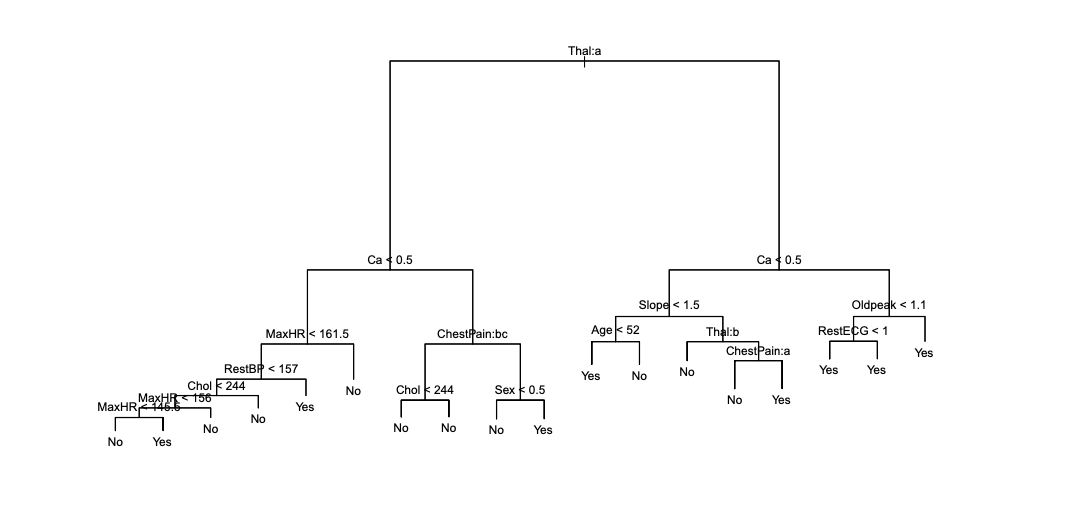 Thal:a
Ca < 0.5
Ca < 0.5
Slope < 1.5
Oldpeak < 1.1
MaxHR < 161.5
ChestPain:bc
Age < 52
Thal:b
RestECG < 1
ChestPain:a
Yes
RestBP < 157
Yes
No
No
Yes
Yes
Chol < 244
No
Chol < 244
Sex < 0.5
MaxHR < 156
No
Yes
MaxHR < 145.5
Yes
No
No
No
No
No
Yes
No
Yes